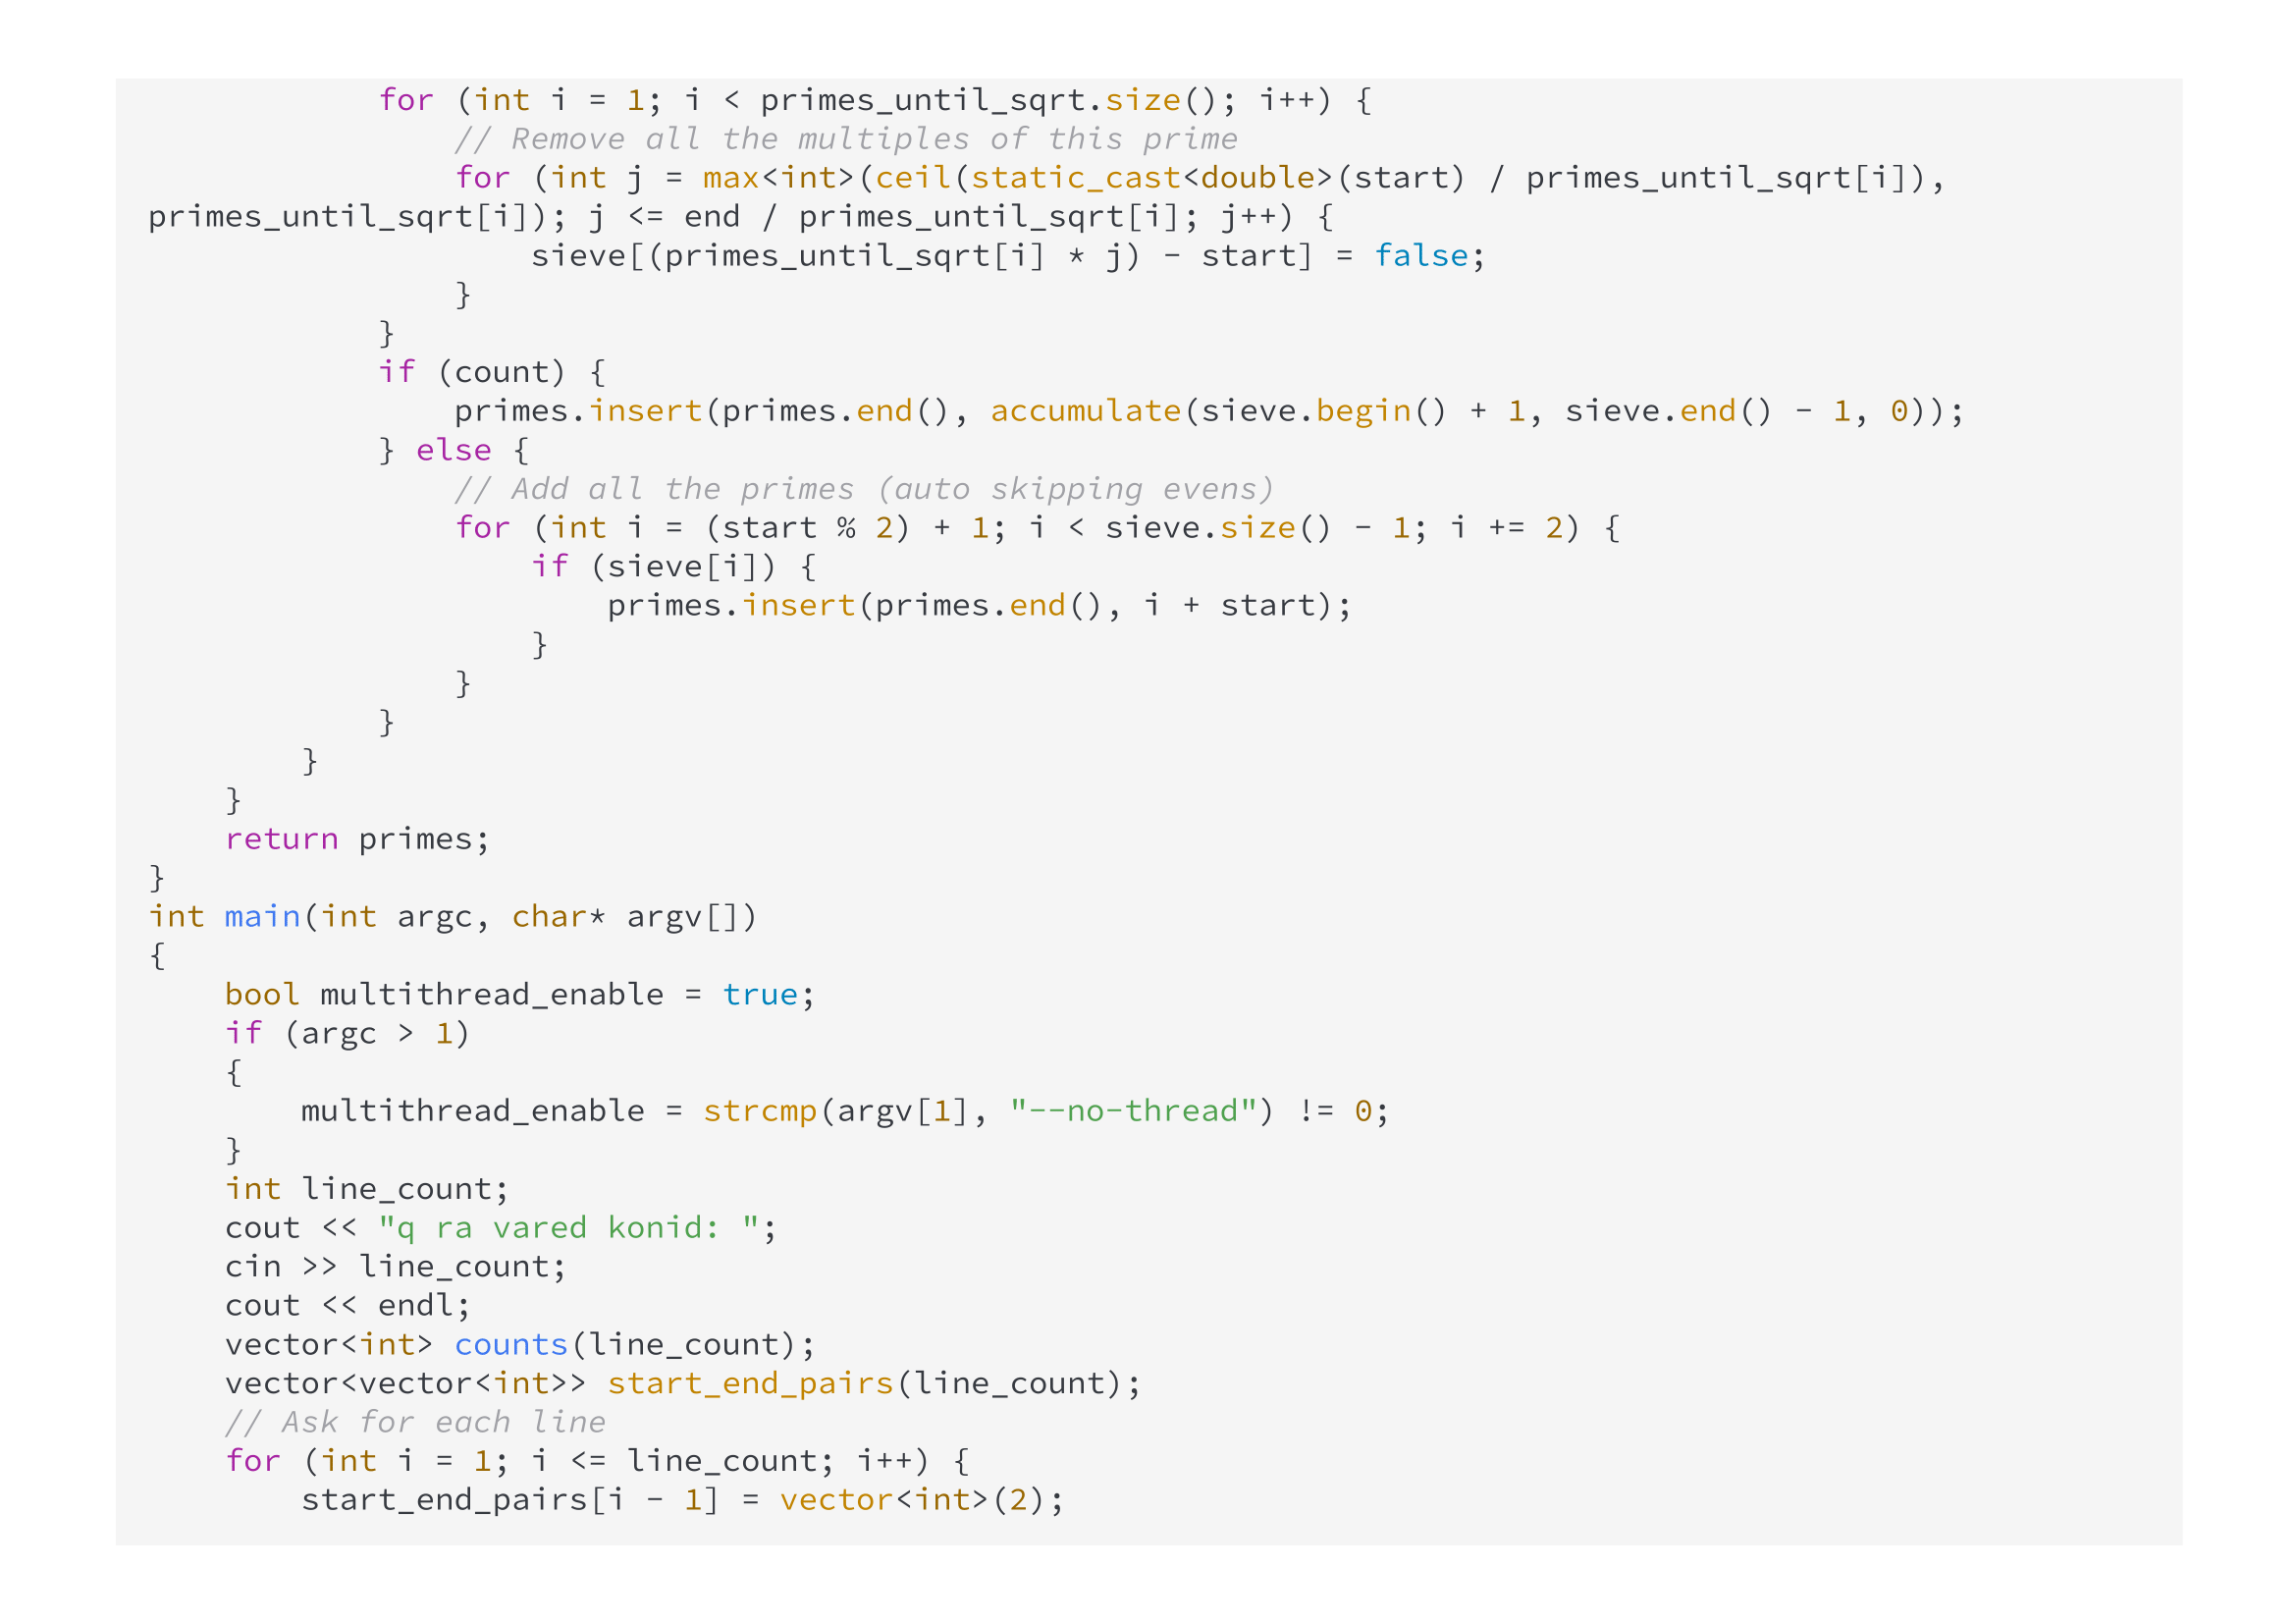 for (int i = 1; i < primes_until_sqrt.size(); i++) {
                // Remove all the multiples of this prime
                for (int j = max<int>(ceil(static_cast<double>(start) / primes_until_sqrt[i]),
primes_until_sqrt[i]); j <= end / primes_until_sqrt[i]; j++) {
                    sieve[(primes_until_sqrt[i] * j) - start] = false;
                }
            }
            if (count) {
                primes.insert(primes.end(), accumulate(sieve.begin() + 1, sieve.end() - 1, 0));
            } else {
                // Add all the primes (auto skipping evens)
                for (int i = (start % 2) + 1; i < sieve.size() - 1; i += 2) {
                    if (sieve[i]) {
                        primes.insert(primes.end(), i + start);
                    }
                }
            }
        }
    }
    return primes;
}
int main(int argc, char* argv[])
{
    bool multithread_enable = true;
    if (argc > 1)
    {
        multithread_enable = strcmp(argv[1], "--no-thread") != 0;
    }
    int line_count;
    cout << "q ra vared konid: ";
    cin >> line_count;
    cout << endl;
    vector<int> counts(line_count);
    vector<vector<int>> start_end_pairs(line_count);
    // Ask for each line
    for (int i = 1; i <= line_count; i++) {
        start_end_pairs[i - 1] = vector<int>(2);